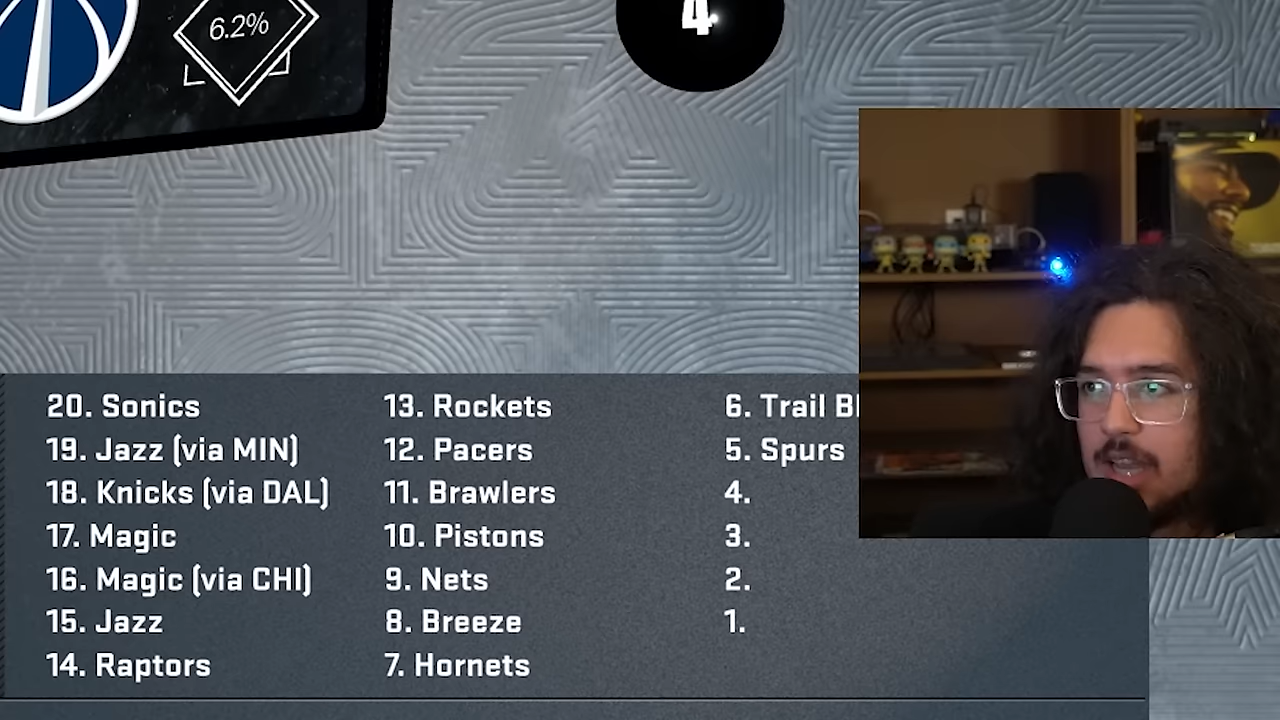 6.2%
4
20. Sonics
19. Jazz (via MIN)
18. Knicks (via DAL)
17. Magic
16. Magic (via CHI)
15. Jazz
14. Raptors
13. Rockets
12. Pacers
11. Brawlers
10. Pistons
9. Nets
8. Breeze
7. Hornets
6. Trail
5. Spurs
4.
3.
2.
1.